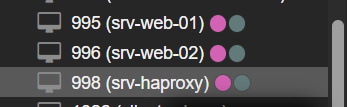 995 (srv-web-01)
996 (srv-web-02)
998 (srv-haproxy)